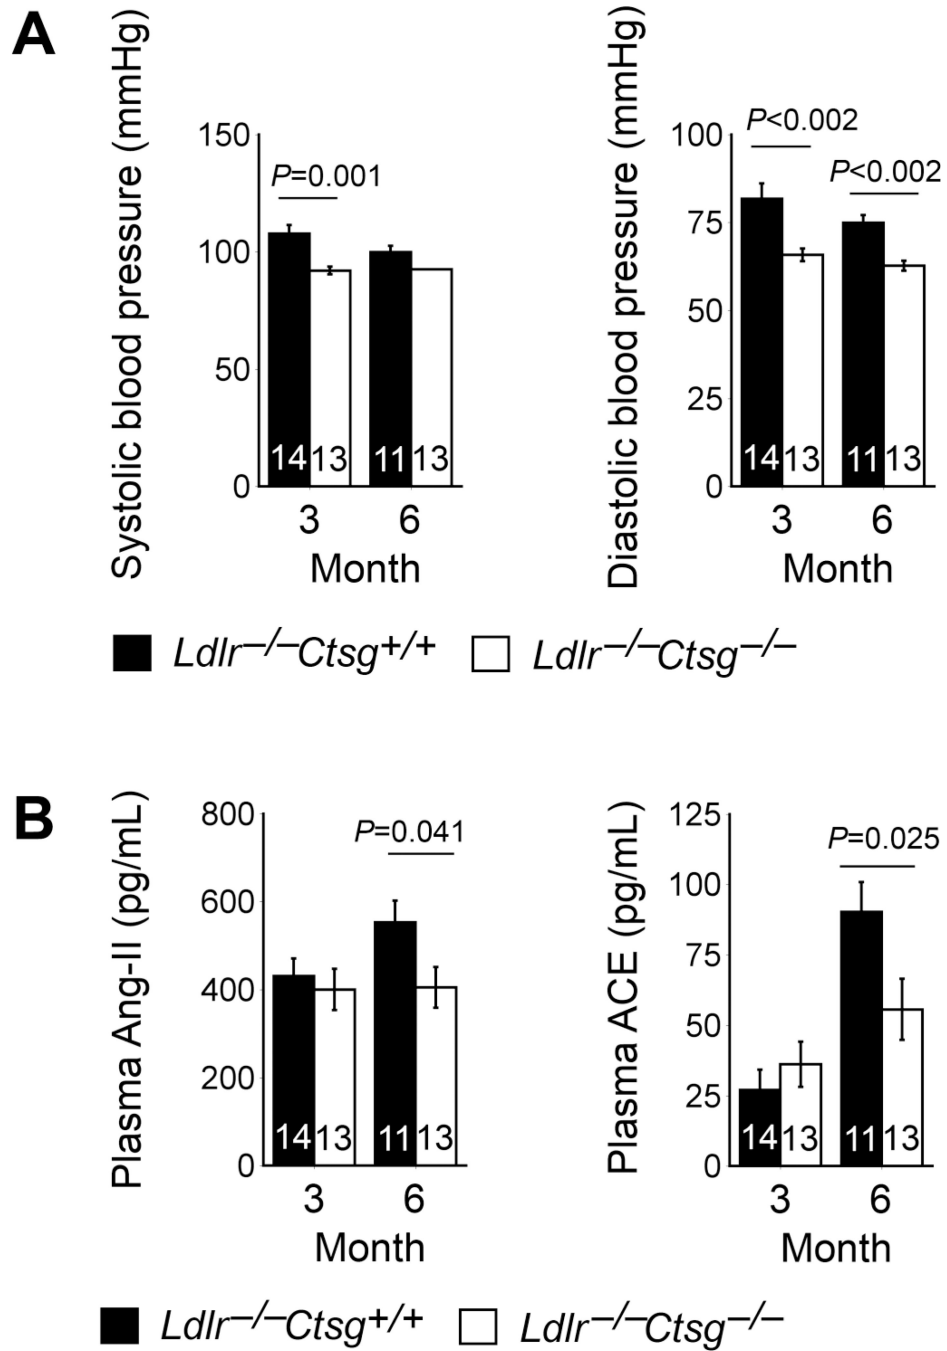 A
Systolic blood pressure (mmHg)
150
100
50
0
P=0.001
14 13 11 13
3 6
Month
Diastolic blood pressure (mmHg)
100
75
50
25
0
P<0.002
P<0.002
14 13 11 13
3 6
Month
Ldlr−/−Ctsg+/+ Ldlr−/−Ctsg−/−
B
Plasma Ang-II (pg/mL)
800
600
400
200
0
P=0.041
14 13 11 13
3 6
Month
Plasma ACE (pg/mL)
125
100
75
50
25
0
P=0.025
14 13 11 13
3 6
Month
Ldlr−/−Ctsg+/+ Ldlr−/−Ctsg−/−